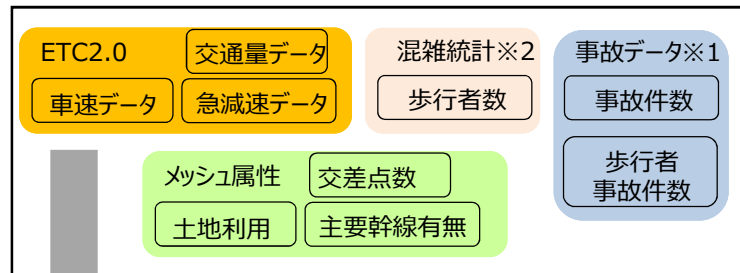 ETC2.0
交通量データ
車速データ
急減速データ
混雑統計※2
歩行者数
事故データ※1
事故件数
歩行者
事故件数
メッシュ属性
交差点数
土地利用
主要幹線有無